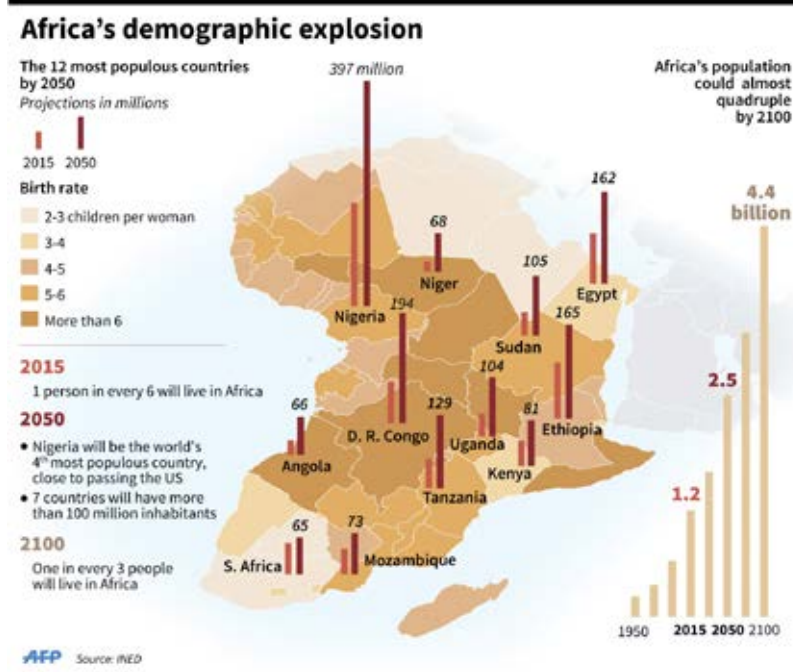 Africa's demographic explosion
The 12 most populous countries
by 2050
Projections in millions
2015 2050
Birth rate
2-3 children per woman
3-4
4-5
5-6
More than 6
2015
1 person in every 6 will live in Africa
2050
• Nigeria will be the world's
4th most populous country,
close to passing the US
• 7 countries will have more
than 100 million inhabitants
2100
One in every 3 people
will live in Africa
397 million
Nigeria
68
Niger
162
Egypt
105
Sudan
165
Ethiopia
194
D. R. Congo
104
Uganda
81
Kenya
129
Tanzania
66
Angola
65
S. Africa
73
Mozambique
Africa's population
could almost
quadruple
by 2100
4.4
billion
2.5
1.2
1950 2015 2050 2100
AFP Source: INED